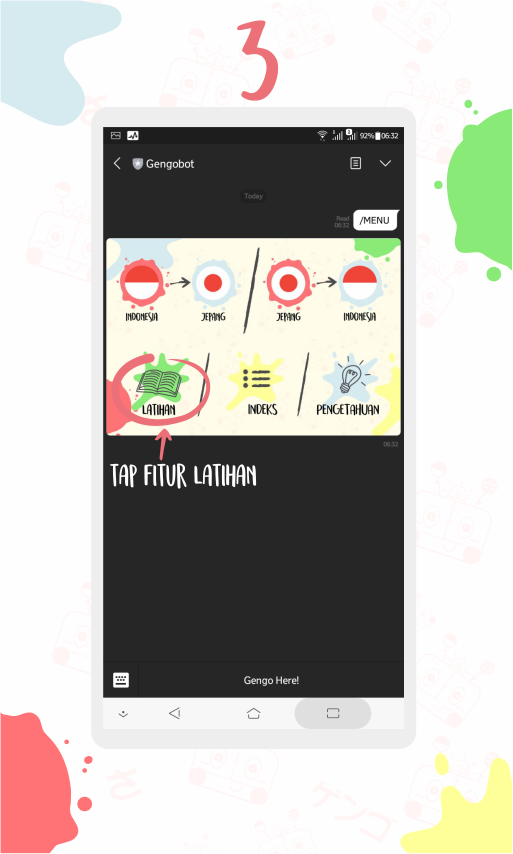 3
92% 06:32
Gengobot
Today
Read
06:32
/MENU
INDONESIA
JEPANG
JEPANG
INDONESIA
LATIHAN
INDEKS
PENGETAHUAN
06:32
TAP FITUR LATIHAN
Gengo Here!
さ
ゲンゴ